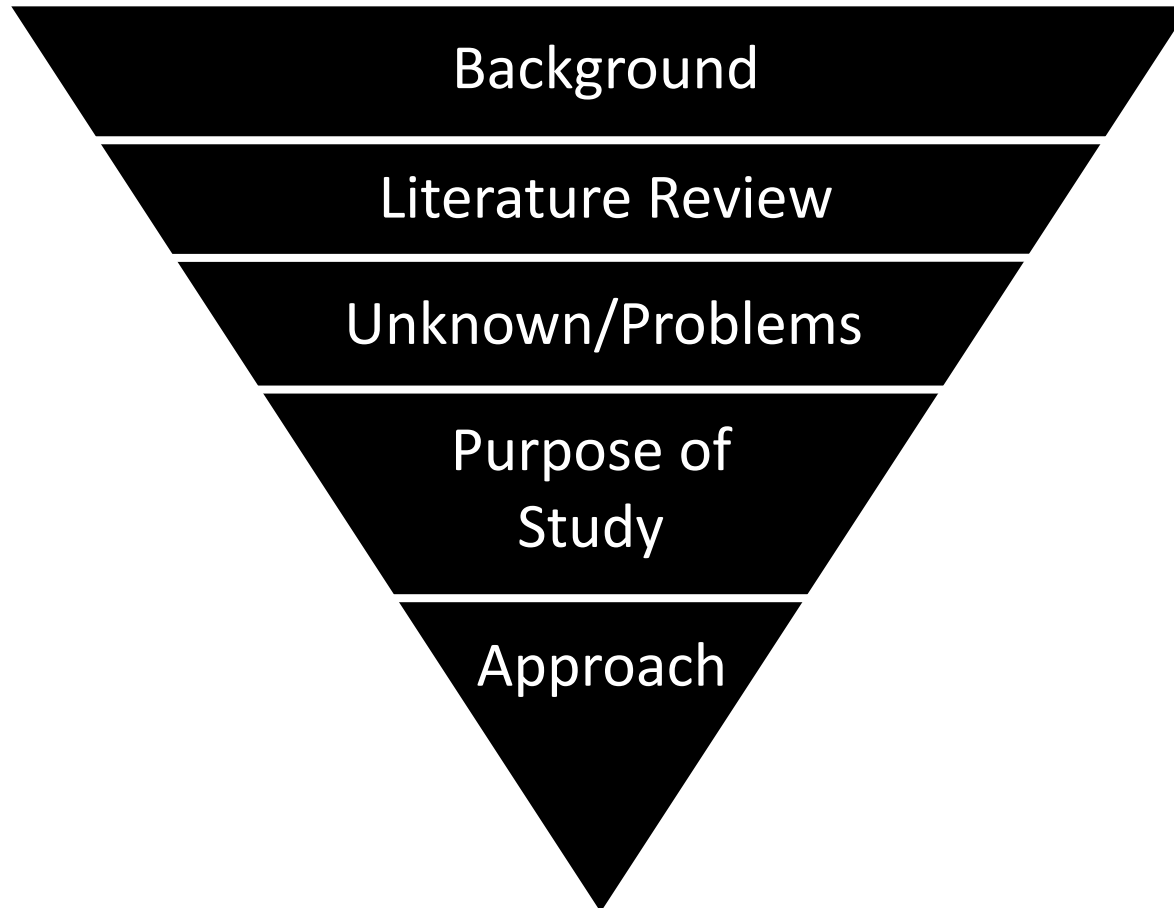 Background
Literature Review
Unknown/Problems
Purpose of
Study
Approach